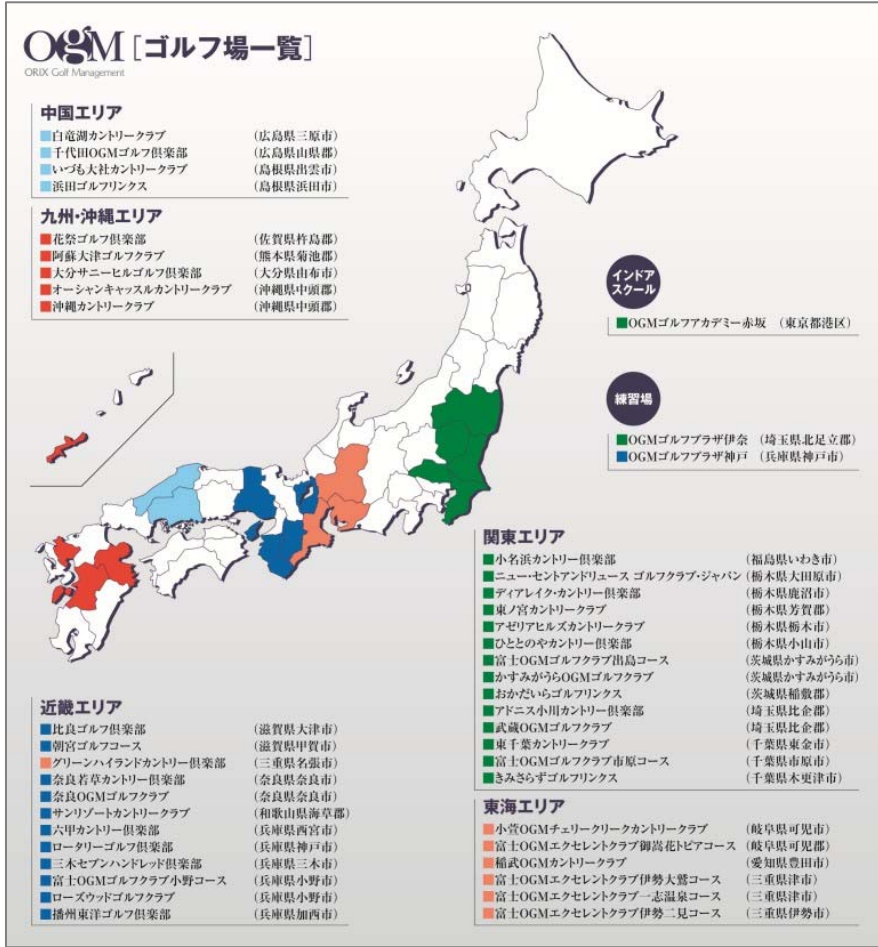 OGM[ゴルフ場一覧]
ORIX Golf Management
中国エリア
白竜湖カントリークラブ (広島県三原市)
千代田OGMゴルフ倶楽部 (広島県山県郡)
いづも大社カントリークラブ (島根県出雲市)
浜田ゴルフリンクス (島根県浜田市)
九州・沖縄エリア
花祭ゴルフ倶楽部 (佐賀県杵島郡)
阿蘇大津ゴルフクラブ (熊本県菊池郡)
大分サニーヒルゴルフ倶楽部 (大分県由布市)
オーシャンキャッスルカントリークラブ (沖縄県中頭郡)
沖縄カントリークラブ (沖縄県中頭郡)
インドア
スクール
OGMゴルフアカデミー赤坂 (東京都港区)
練習場
OGMゴルフプラザ伊奈 (埼玉県北足立郡)
OGMゴルフプラザ神戸 (兵庫県神戸市)
関東エリア
小名浜カントリー倶楽部 (福島県いわき市)
ニュー・セントアンドリュース ゴルフクラブ・ジャパン (栃木県大田原市)
ディアレイク・カントリー倶楽部 (栃木県鹿沼市)
東ノ宮カントリークラブ (栃木県芳賀郡)
アゼリアヒルズカントリークラブ (栃木県栃木市)
ひととのやカントリー倶楽部 (栃木県小山市)
富士OGMゴルフクラブ出島コース (茨城県かすみがうら市)
かすみがうらOGMゴルフクラブ (茨城県かすみがうら市)
おかだいらゴルフリンクス (茨城県稲敷郡)
アドニス小川カントリー倶楽部 (埼玉県比企郡)
武蔵OGMゴルフクラブ (埼玉県比企郡)
東千葉カントリークラブ (千葉県東金市)
富士OGMゴルフクラブ市原コース (千葉県市原市)
きみさらずゴルフリンクス (千葉県木更津市)
近畿エリア
比良ゴルフ倶楽部 (滋賀県大津市)
朝宮ゴルフコース (滋賀県甲賀市)
グリーンハイランドカントリー倶楽部 (三重県名張市)
奈良若草カントリー倶楽部 (奈良県奈良市)
奈良OGMゴルフクラブ (奈良県奈良市)
サンリゾートカントリークラブ (和歌山県海草郡)
六甲カントリー倶楽部 (兵庫県西宮市)
ロータリーゴルフ倶楽部 (兵庫県神戸市)
三木セブンハンドレッド倶楽部 (兵庫県三木市)
富士OGMゴルフクラブ小野コース (兵庫県小野市)
ローズウッドゴルフクラブ (兵庫県小野市)
播州東洋ゴルフ倶楽部 (兵庫県加西市)
東海エリア
小萱OGMチェリークリークカントリークラブ (岐阜県可児市)
富士OGMエクセレントクラブ御嵩花トピアコース (岐阜県可児郡)
稲武OGMカントリークラブ (愛知県豊田市)
富士OGMエクセレントクラブ伊勢大鷲コース (三重県津市)
富士OGMエクセレントクラブ一志温泉コース (三重県津市)
富士OGMエクセレントクラブ伊勢二見コース (三重県伊勢市)